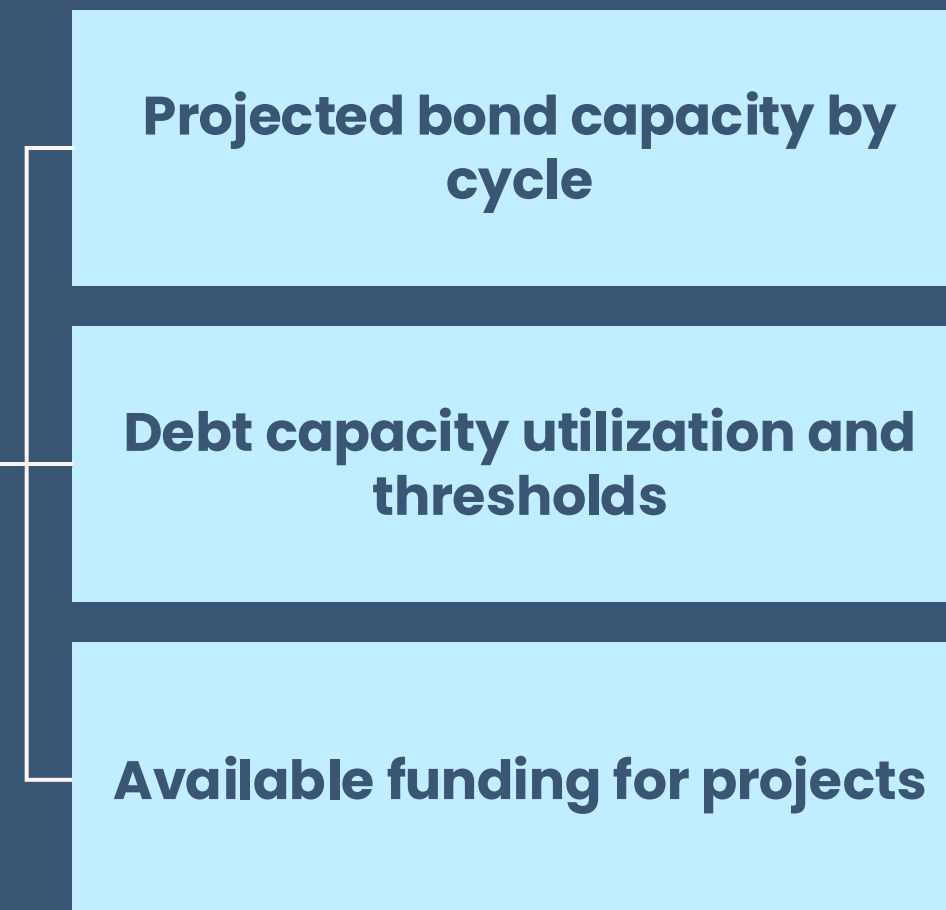 Projected bond capacity by
cycle
Debt capacity utilization and
thresholds
Available funding for projects